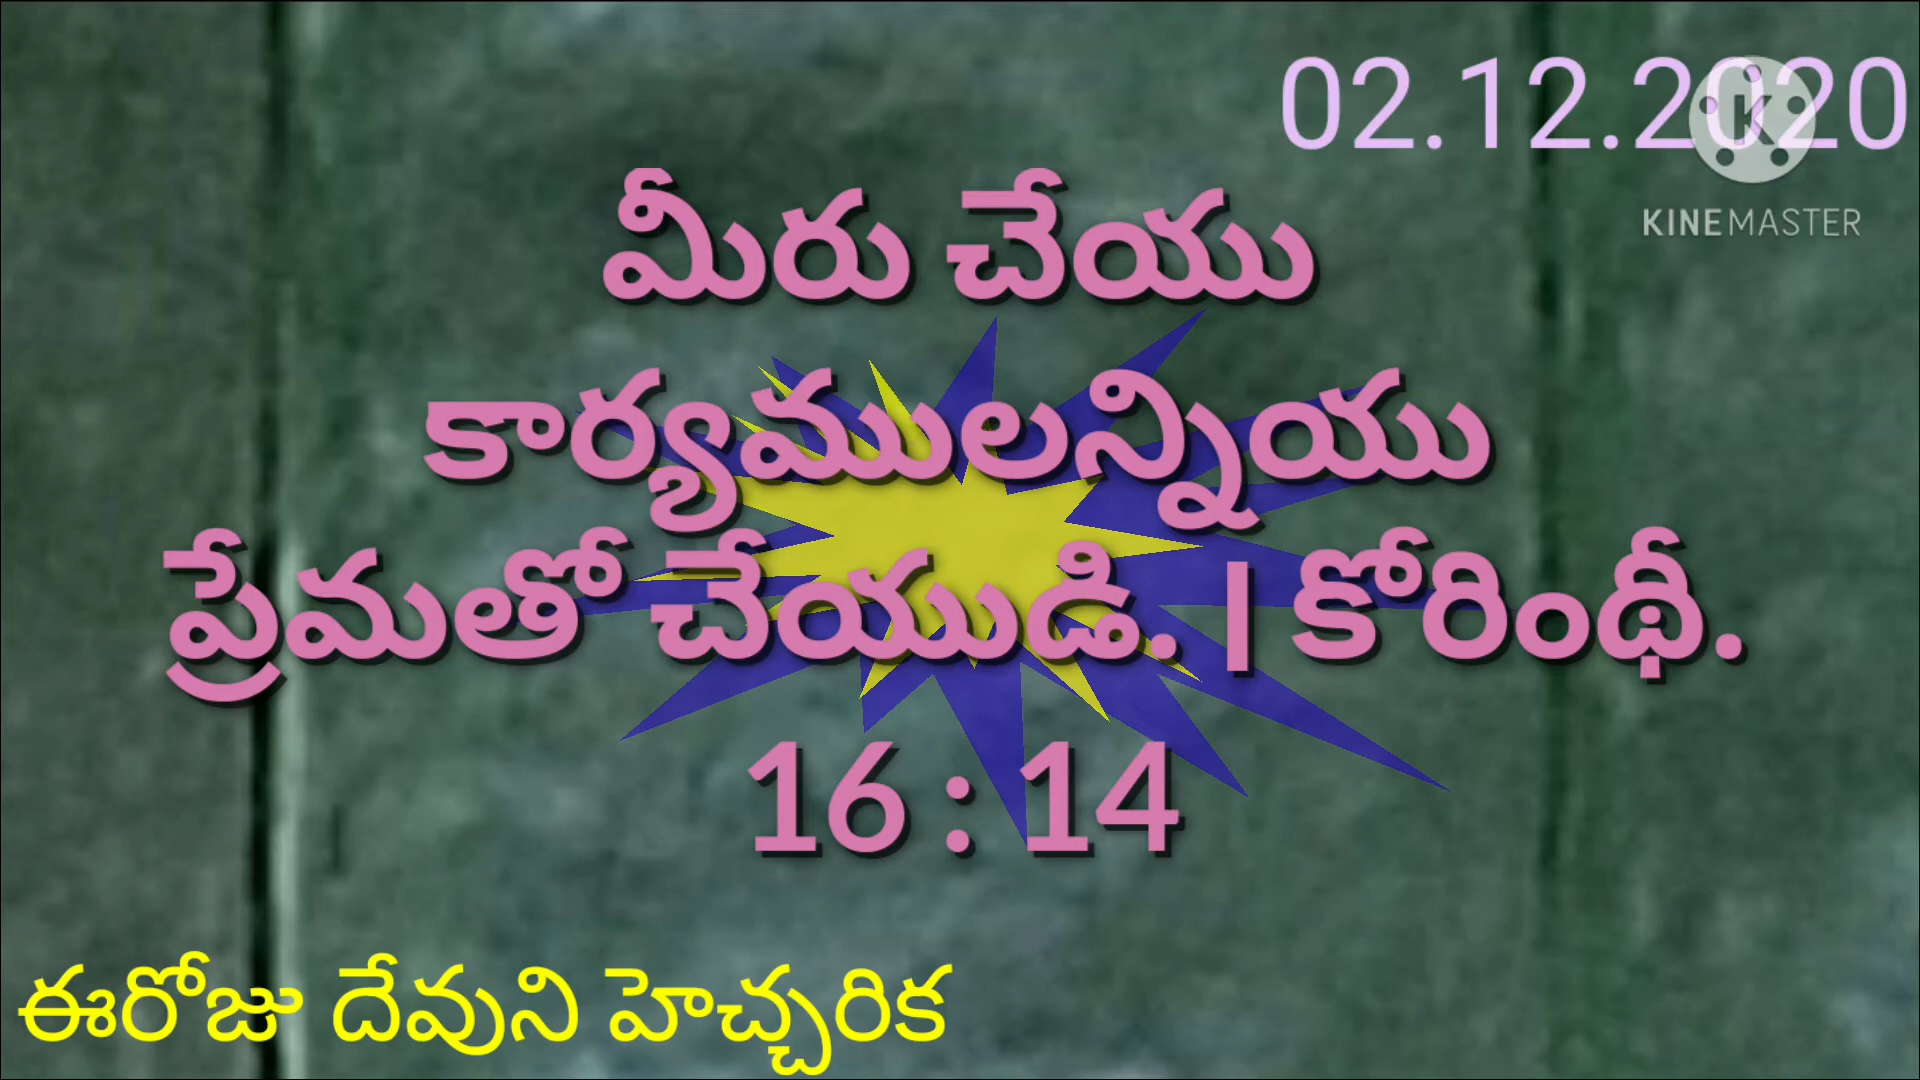 02.12.2020
KINEMASTER
మీరు చేయు
కార్యములన్నియు
ప్రేమతో చేయుడి. | కోరింథీ.
16 : 14
ఈరోజు దేవుని హెచ్చరిక